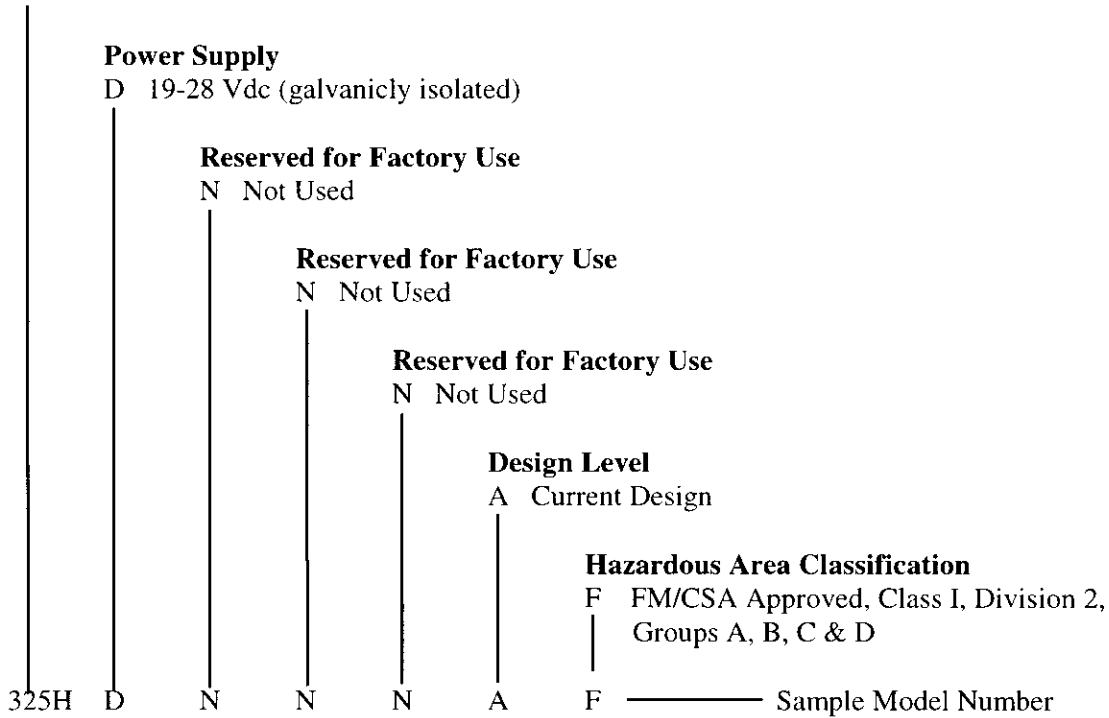 Power Supply
D 19-28 Vdc (galvanicly isolated)
Reserved for Factory Use
N Not Used
Reserved for Factory Use
N Not Used
Reserved for Factory Use
N Not Used
Design Level
A Current Design
Hazardous Area Classification
F FM/CSA Approved, Class I, Division 2,
Groups A, B, C & D
325H D N N N A F Sample Model Number